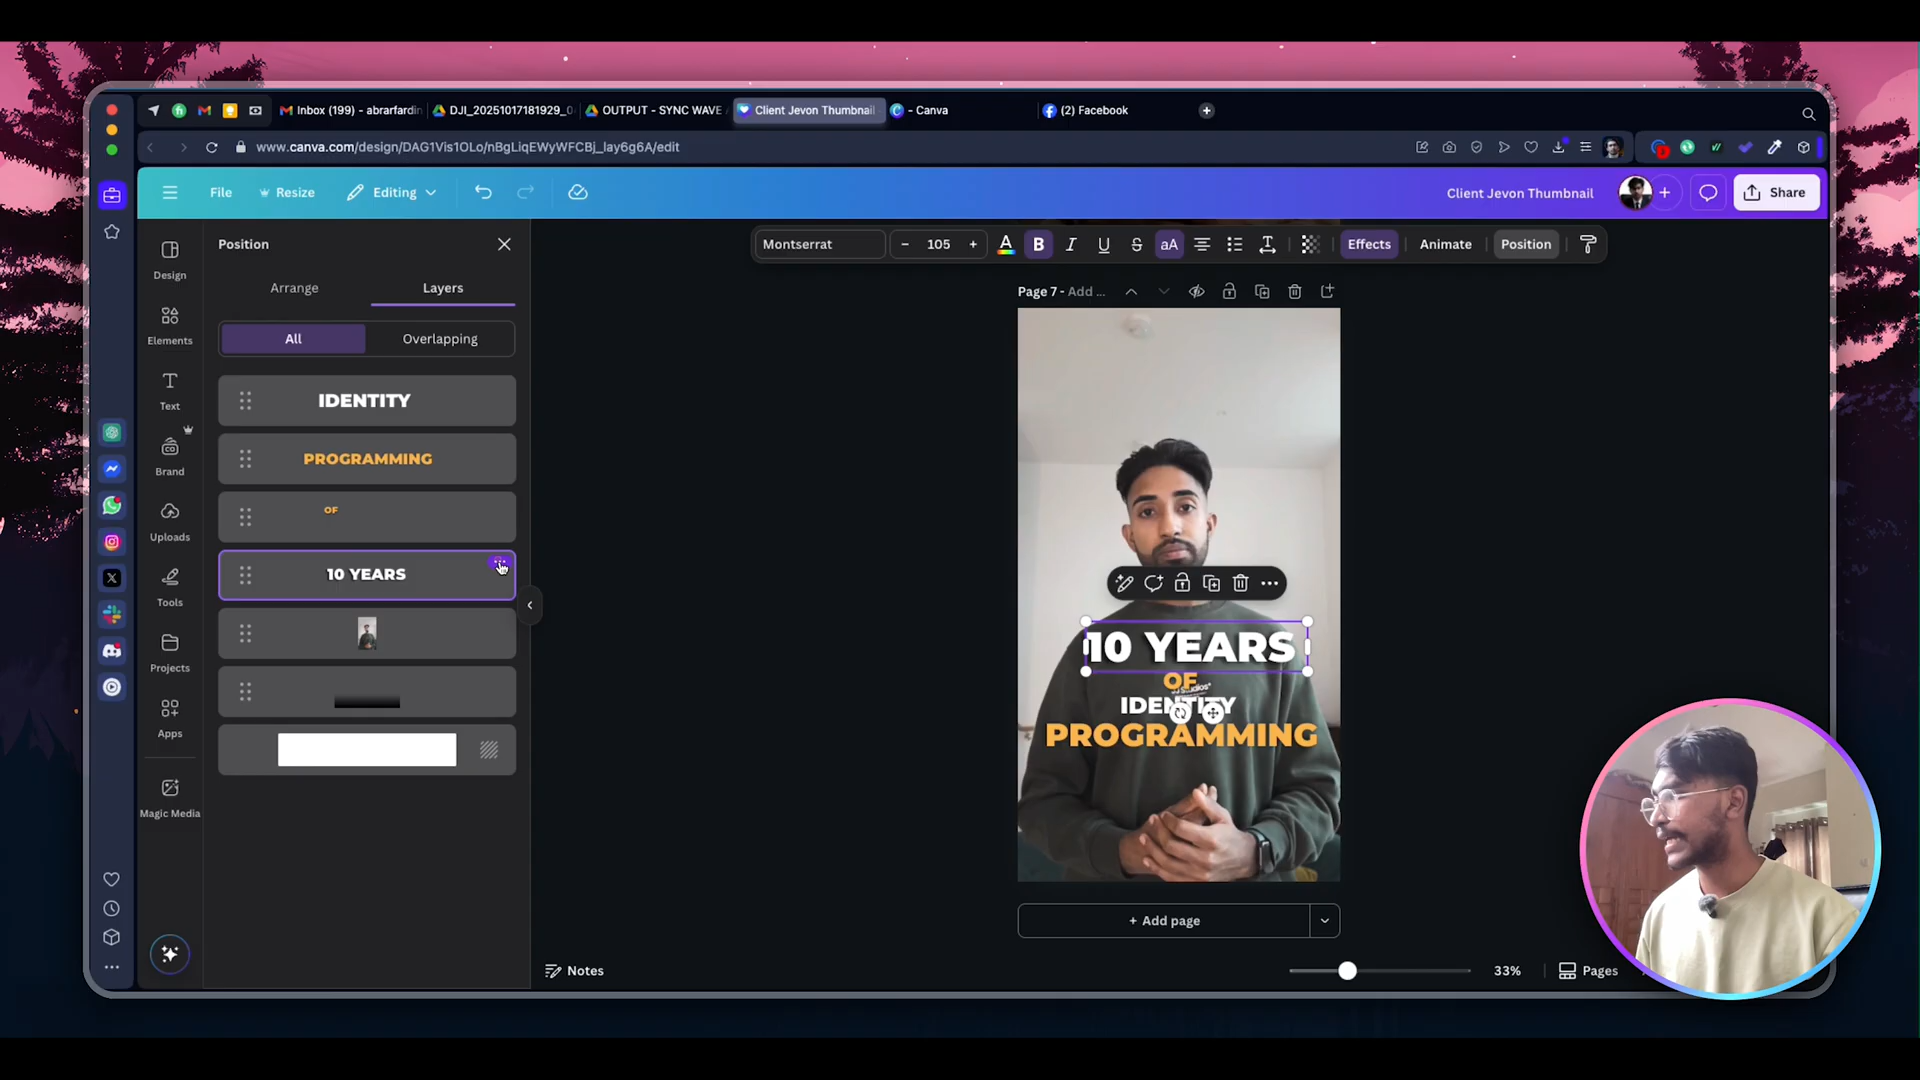 Inbox (199) - abrarfardin
DJI_20251017181929_0
OUTPUT - SYNC WAVE
Client Jevon Thumbnail
- Canva
(2) Facebook
www.canva.com/design/DAG1Vis1OLo/nBgLiqEWyWFCBj_lay6g6A/edit
File
Resize
Editing
Client Jevon Thumbnail
Share
Design
Elements
Text
Brand
Uploads
Tools
Projects
Apps
Magic Media
Position
Arrange
Layers
All
Overlapping
IDENTITY
PROGRAMMING
OF
10 YEARS
Montserrat
- 105 +
A
B
I
U
S
aA
Effects
Animate
Position
Page 7 - Add ...
10 YEARS
OF
IDENTITY
PROGRAMMING
+ Add page
Notes
33%
Pages